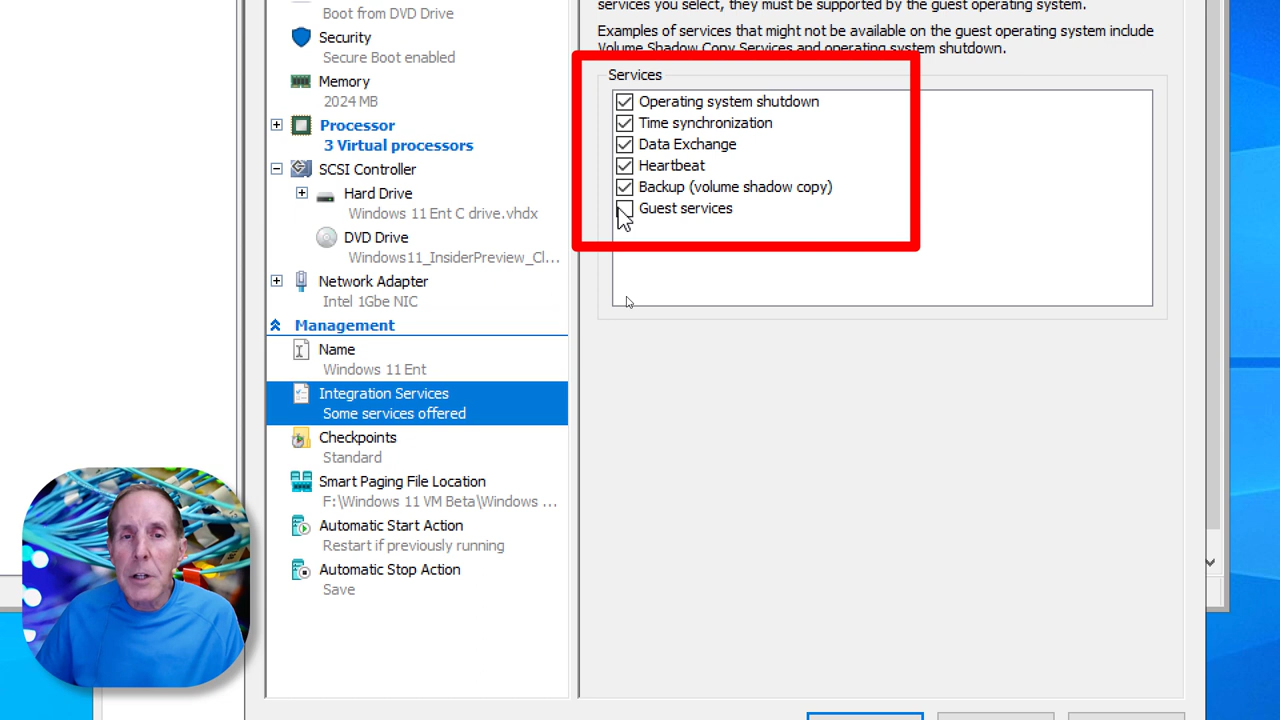 Boot from DVD Drive
Security
Secure Boot enabled
Memory
2024 MB
Processor
3 Virtual processors
SCSI Controller
Hard Drive
Windows 11 Ent C drive.vhdx
DVD Drive
Windows11_InsiderPreview_Cl...
Network Adapter
Intel 1Gbe NIC
Management
Name
Windows 11 Ent
Integration Services
Some services offered
Checkpoints
Standard
Smart Paging File Location
F:\Windows 11 VM Beta\Windows ...
Automatic Start Action
Restart if previously running
Automatic Stop Action
Save
services you select, they must be supported by the guest operating system.
Examples of services that might not be available on the guest operating system include
Volume Shadow Copy Services and operating system shutdown.
Services
Operating system shutdown
Time synchronization
Data Exchange
Heartbeat
Backup (volume shadow copy)
Guest services